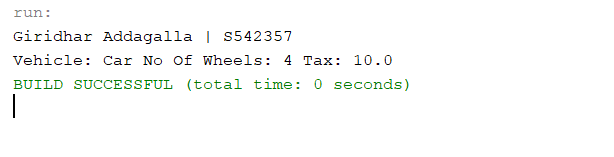 run:
Giridhar Addagalla | S542357
Vehicle: Car No Of Wheels: 4 Tax: 10.0
BUILD SUCCESSFUL (total time: 0 seconds)